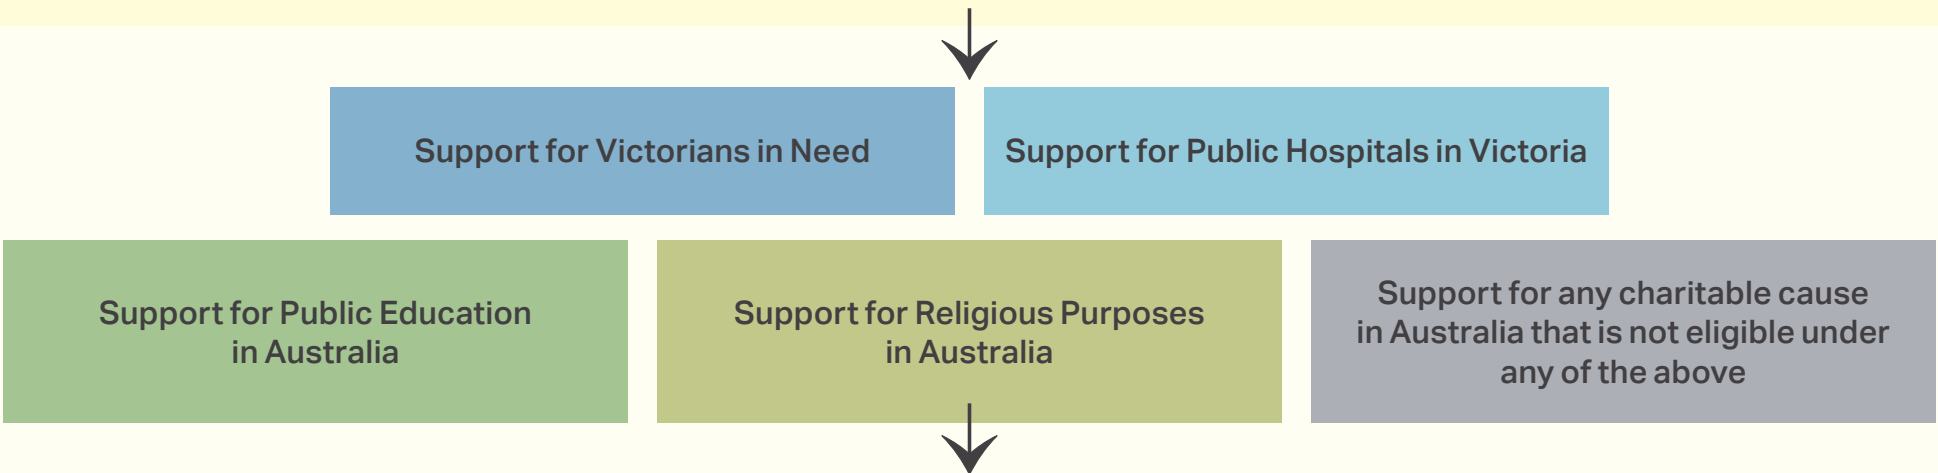 Support for Victorians in Need
Support for Public Hospitals in Victoria
Support for Public Education
in Australia
Support for Religious Purposes
in Australia
Support for any charitable cause
in Australia that is not eligible under
any of the above